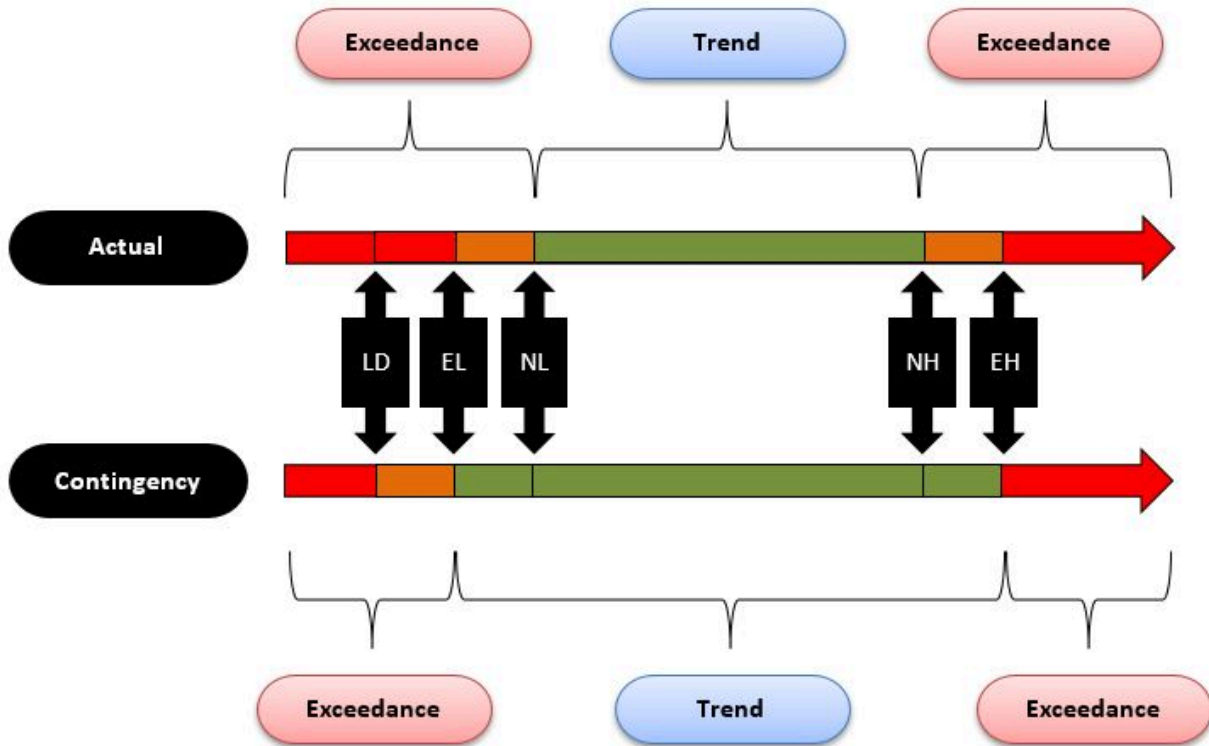 Exceedance
Trend
Exceedance
Actual
LD
EL
NL
NH
EH
Contingency
Exceedance
Trend
Exceedance